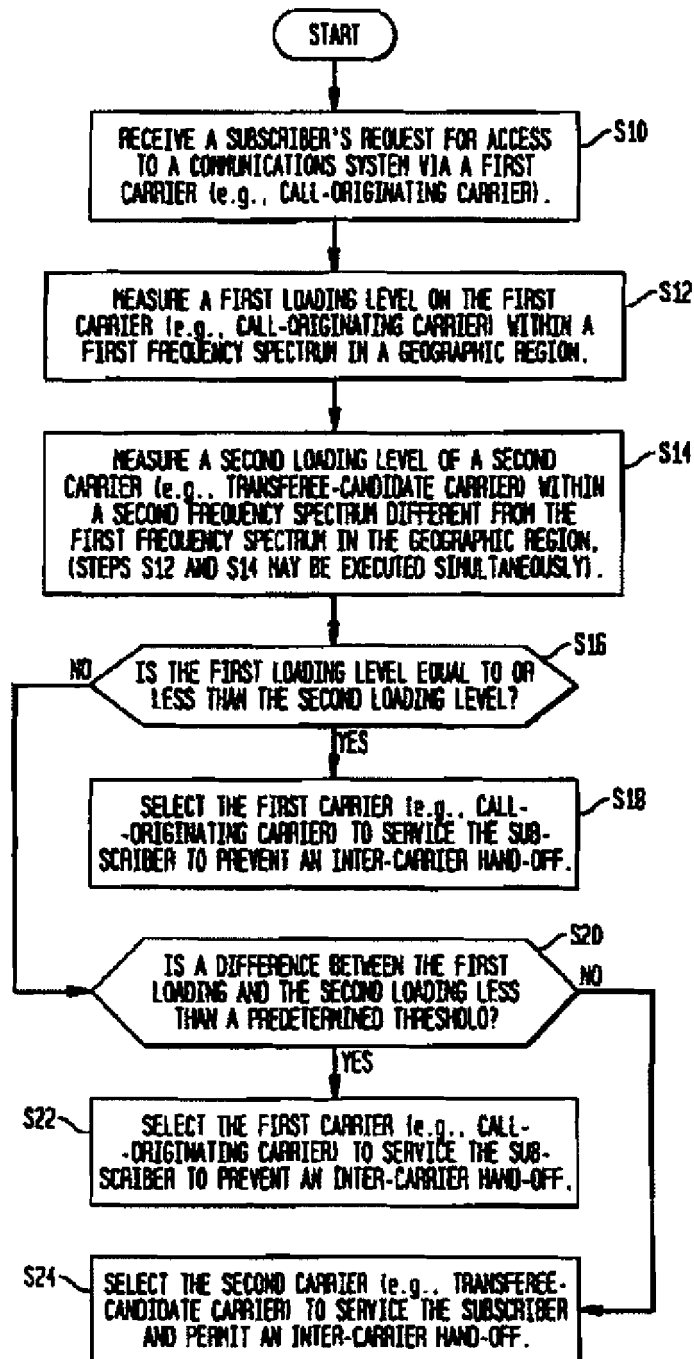 START
RECEIVE A SUBSCRIBER'S REQUEST FOR ACCESS
TO A COMMUNICATIONS SYSTEM VIA A FIRST
CARRIER (e.g., CALL-ORIGINATING CARRIER).
S10
MEASURE A FIRST LOADING LEVEL ON THE FIRST
CARRIER (e.g., CALL-ORIGINATING CARRIER) WITHIN A
FIRST FREQUENCY SPECTRUM IN A GEOGRAPHIC REGION.
S12
MEASURE A SECOND LOADING LEVEL OF A SECOND
CARRIER (e.g., TRANSFEREE-CANDIDATE CARRIER) WITHIN
A SECOND FREQUENCY SPECTRUM DIFFERENT FROM THE
FIRST FREQUENCY SPECTRUM IN THE GEOGRAPHIC REGION.
(STEPS S12 AND S14 MAY BE EXECUTED SIMULTANEOUSLY).
S14
IS THE FIRST LOADING LEVEL EQUAL TO OR
LESS THAN THE SECOND LOADING LEVEL?
S16
NO
YES
SELECT THE FIRST CARRIER (e.g., CALL-
-ORIGINATING CARRIER) TO SERVICE THE SUB-
SCRIBER TO PREVENT AN INTER-CARRIER HAND-OFF.
S18
IS A DIFFERENCE BETWEEN THE FIRST
LOADING AND THE SECOND LOADING LESS
THAN A PREDETERMINED THRESHOLD?
S20
NO
YES
S22
SELECT THE FIRST CARRIER (e.g., CALL-
-ORIGINATING CARRIER) TO SERVICE THE SUB-
SCRIBER TO PREVENT AN INTER-CARRIER HAND-OFF.
S24
SELECT THE SECOND CARRIER (e.g., TRANSFEREE-
CANDIDATE CARRIER) TO SERVICE THE SUBSCRIBER
AND PERMIT AN INTER-CARRIER HAND-OFF.